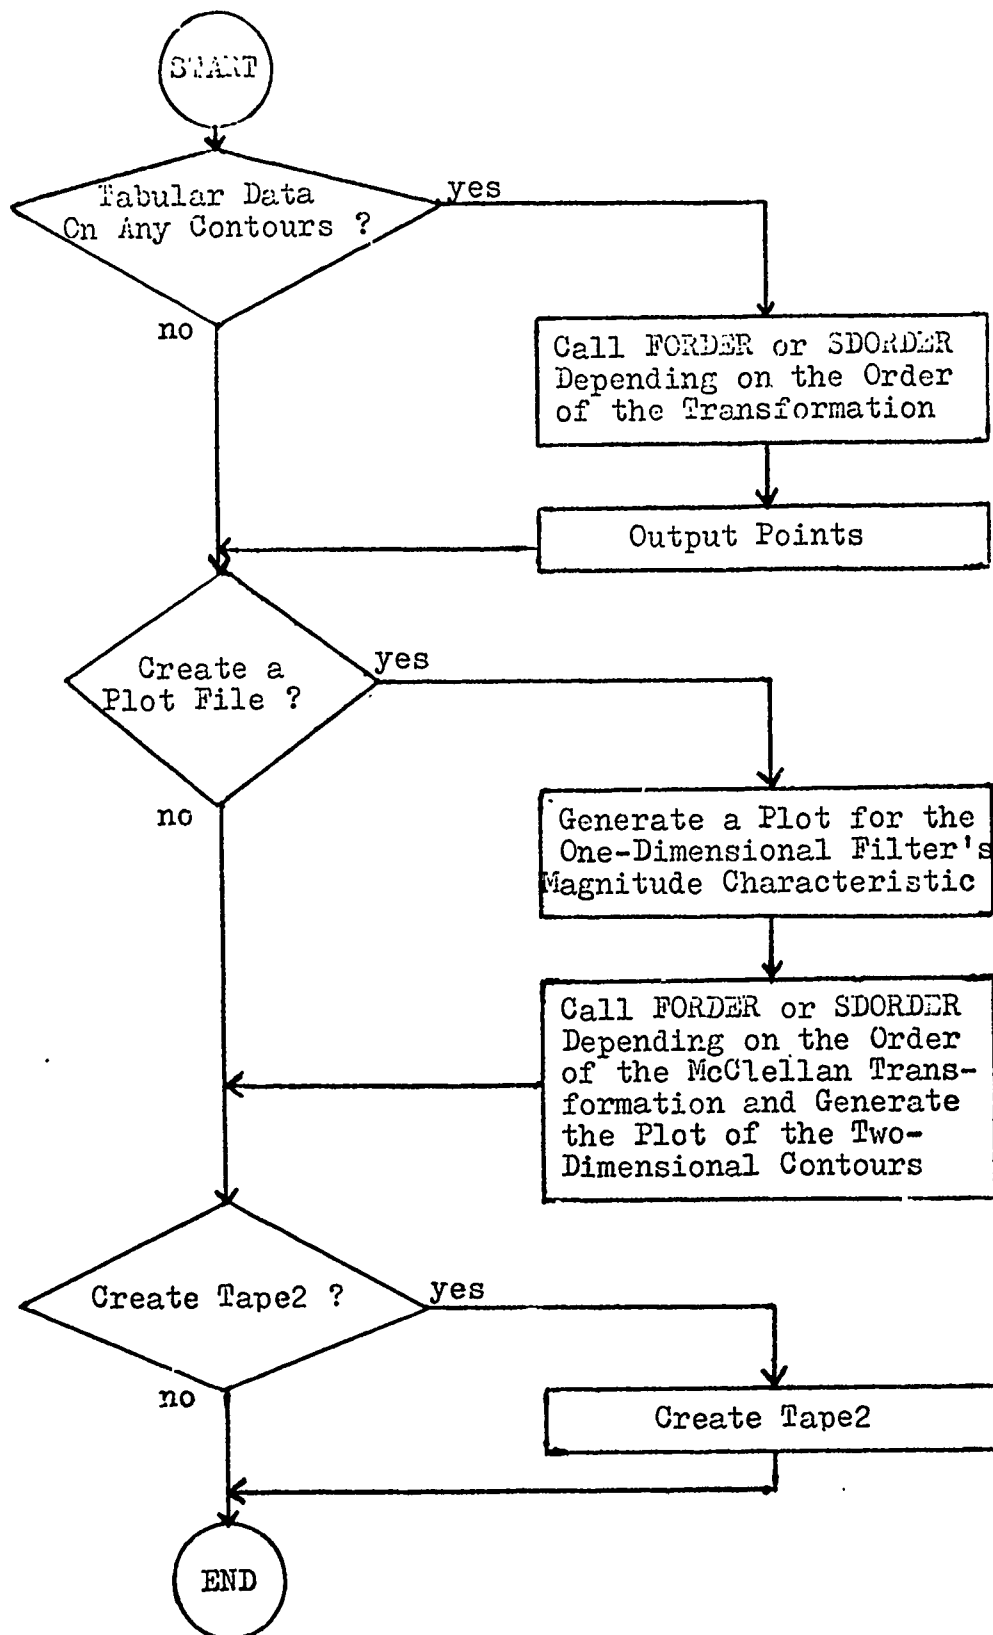 START
Tabular Data
On Any Contours ?
yes
no
Call FORDER or SDORDER
Depending on the Order
of the Transformation
Output Points
Create a
Plot File ?
yes
no
Generate a Plot for the
One-Dimensional Filter's
Magnitude Characteristic
Call FORDER or SDORDER
Depending on the Order
of the McClellan Trans-
formation and Generate
the Plot of the Two-
Dimensional Contours
Create Tape2 ?
yes
no
Create Tape2
END